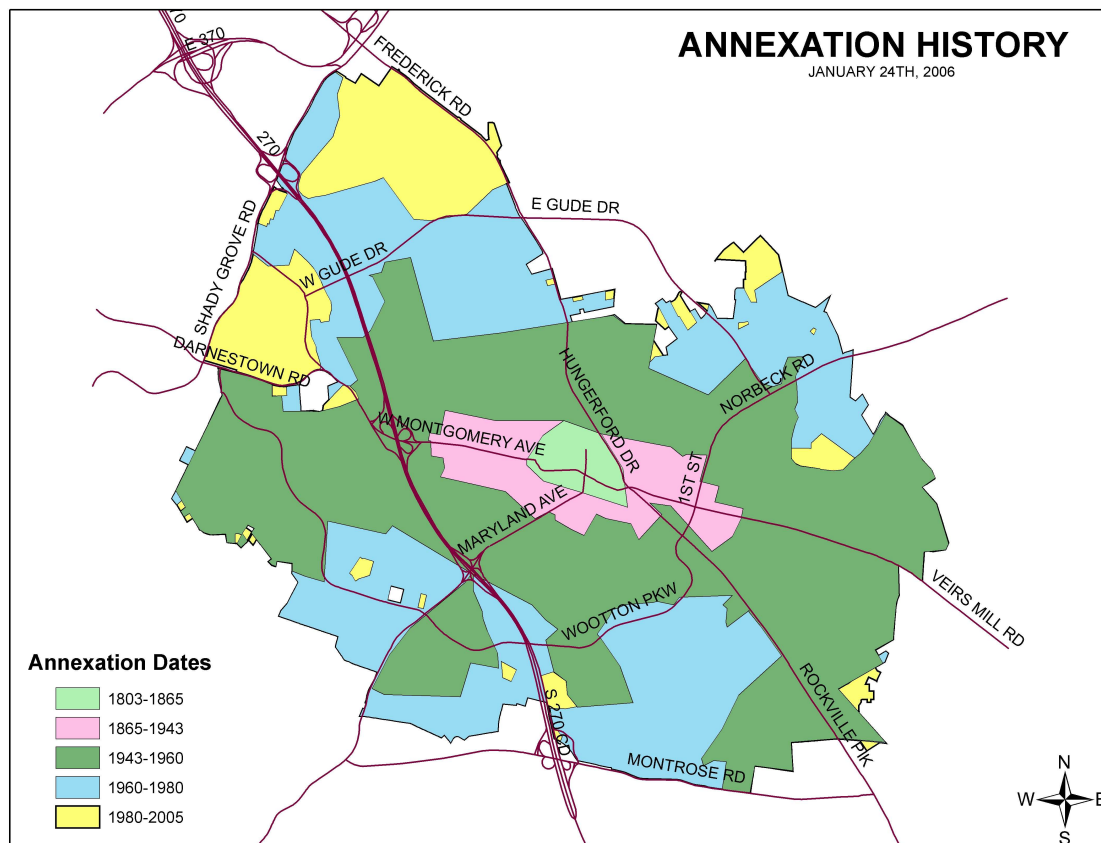 ANNEXATION HISTORY
JANUARY 24TH, 2006
E 370
FREDERICK RD
270
SHADY GROVE RD
E GUDE DR
W GUDE DR
DARNESTOWN RD
HUNGERFORD DR
NORBECK RD
W MONTGOMERY AVE
1ST ST
MARYLAND AVE
VEIRS MILL RD
WOOTTON PKW
ROCKVILLE PIK
S 270
MONTROSE RD
Annexation Dates
1803-1865
1865-1943
1943-1960
1960-1980
1980-2005
N
W E
S